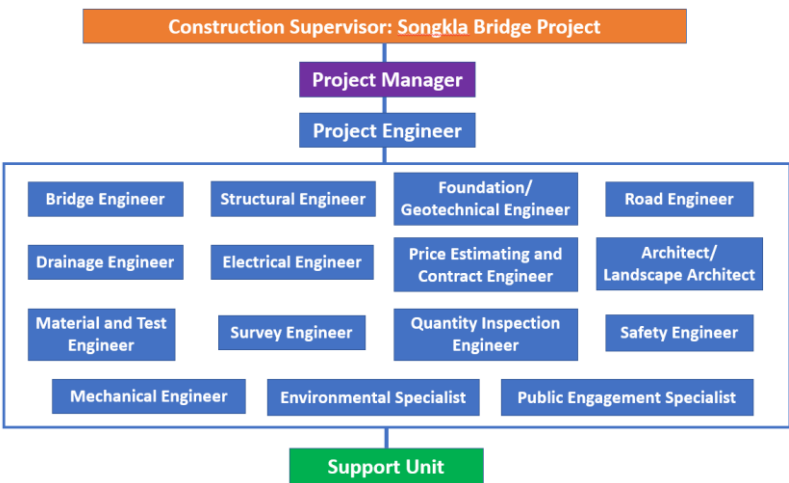 Construction Supervisor: Songkla Bridge Project
Project Manager
Project Engineer
Bridge Engineer
Structural Engineer
Foundation/
Geotechnical Engineer
Road Engineer
Drainage Engineer
Electrical Engineer
Price Estimating and
Contract Engineer
Architect/
Landscape Architect
Material and Test
Engineer
Survey Engineer
Quantity Inspection
Engineer
Safety Engineer
Mechanical Engineer
Environmental Specialist
Public Engagement Specialist
Support Unit